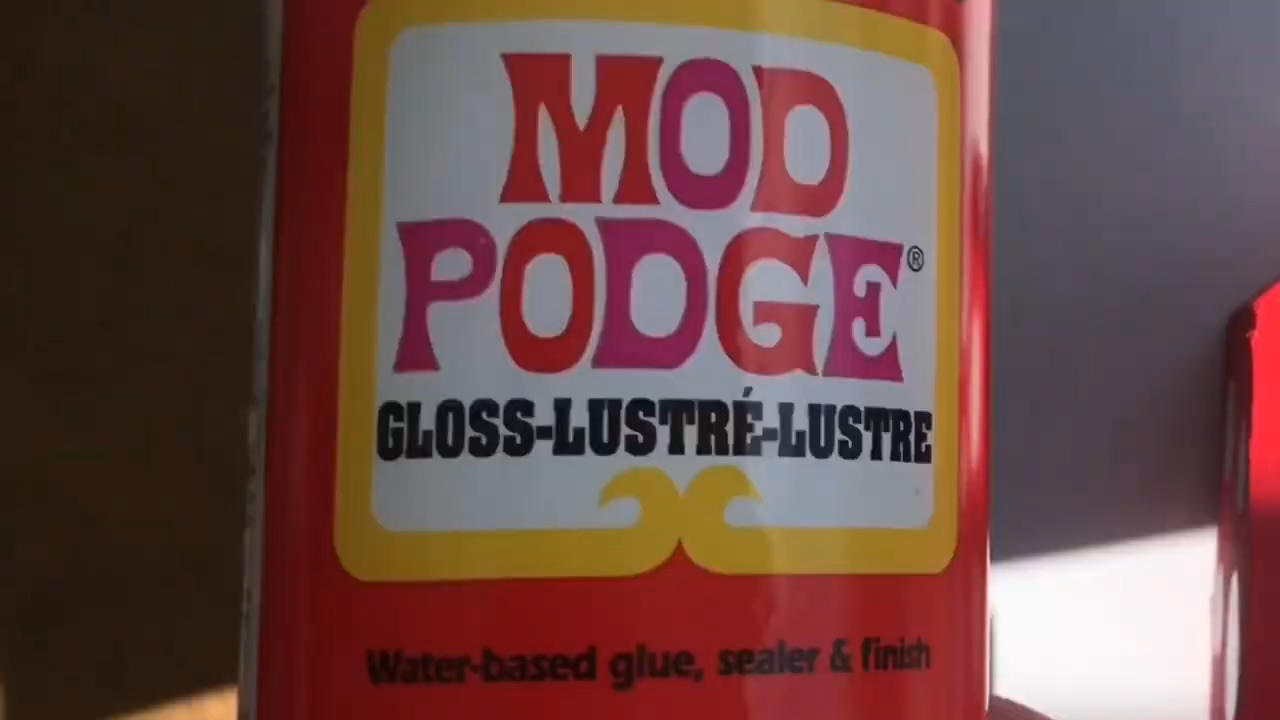 MOD
PODGE®
GLOSS-LUSTRÉ-LUSTRE
Water-based glue, sealer & finish